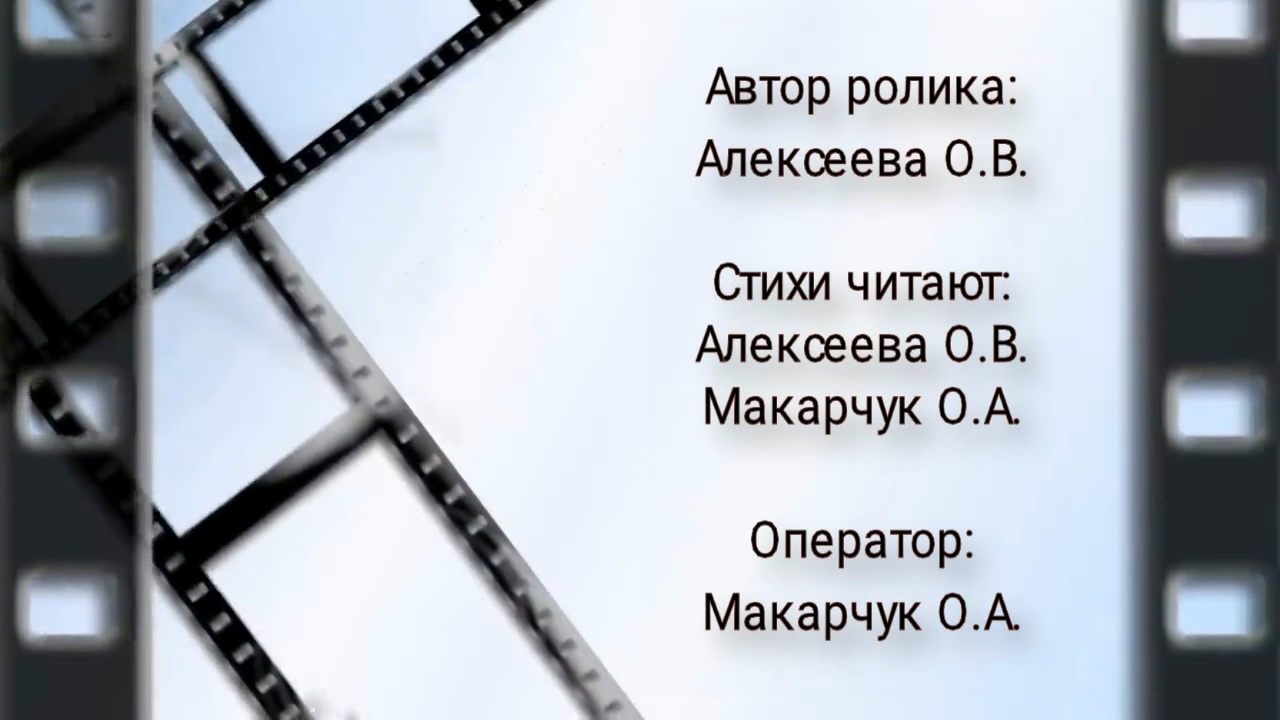 Автор ролика:
Алексеева О.В.
Стихи читают:
Алексеева О.В.
Макарчук О.А.
Оператор:
Макарчук О.А.